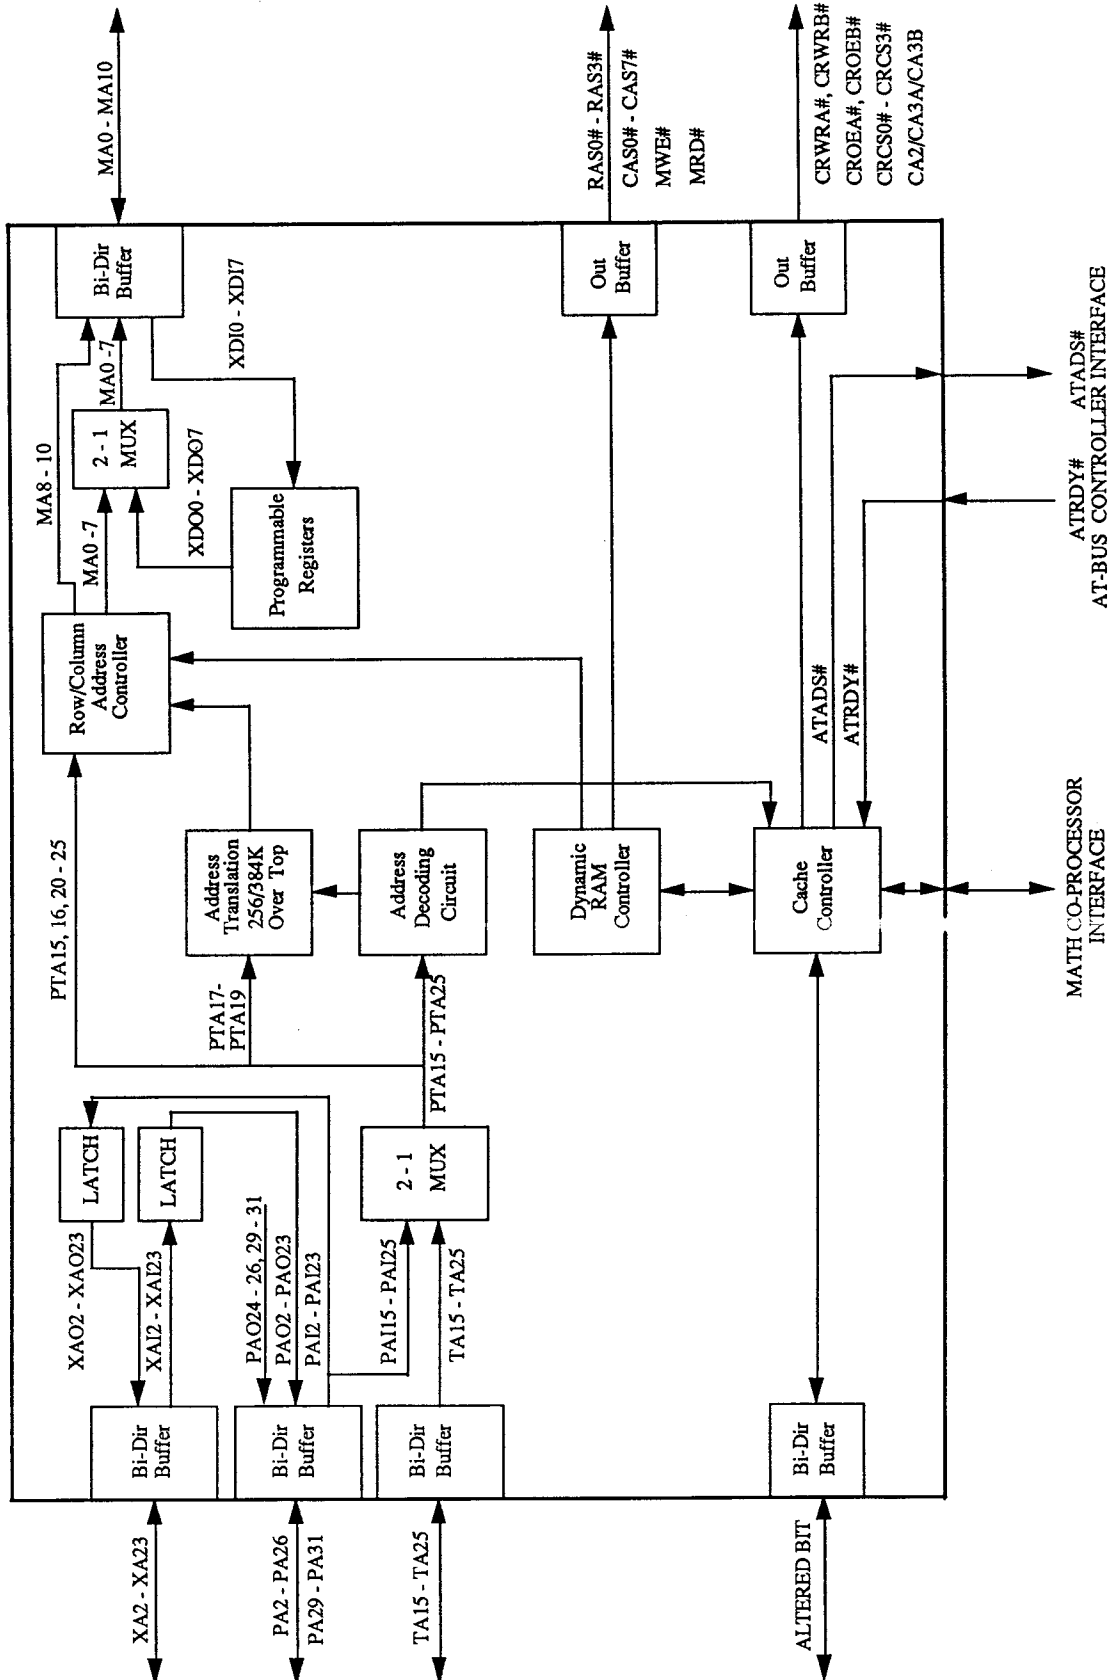 XA2 - XA23
PA2 - PA26
PA29 - PA31
TA15 - TA25
ALTERED BIT
Bi-Dir
Buffer
Bi-Dir
Buffer
Bi-Dir
Buffer
Bi-Dir
Buffer
XAO2 - XAO23
XAI2 - XAI23
PAO24 - 26, 29 - 31
PAO2 - PAO23
PAI2 - PAI23
PAI15 - PAI25
TA15 - TA25
LATCH
LATCH
2 - 1
MUX
PTA15, 16, 20 - 25
PTA17-
PTA19
PTA15 - PTA25
Row/Column
Address
Controller
Address
Translation
256/384K
Over Top
Address
Decoding
Circuit
Dynamic
RAM
Controller
Cache
Controller
MA8 - 10
MA0 -7
2 - 1
MUX
MA0 -7
XDO0 - XDO7
XDI0 - XDI7
Programmable
Registers
ATADS#
ATRDY#
Bi-Dir
Buffer
Out
Buffer
Out
Buffer
MA0 - MA10
RAS0# - RAS3#
CAS0# - CAS7#
MWE#
MRD#
CRWRA#, CRWRB#
CROEA#, CROEB#
CRCS0# - CRCS3#
CA2/CA3A/CA3B
MATH CO-PROCESSOR
INTERFACE
ATRDY# ATADS#
AT-BUS CONTROLLER INTERFACE